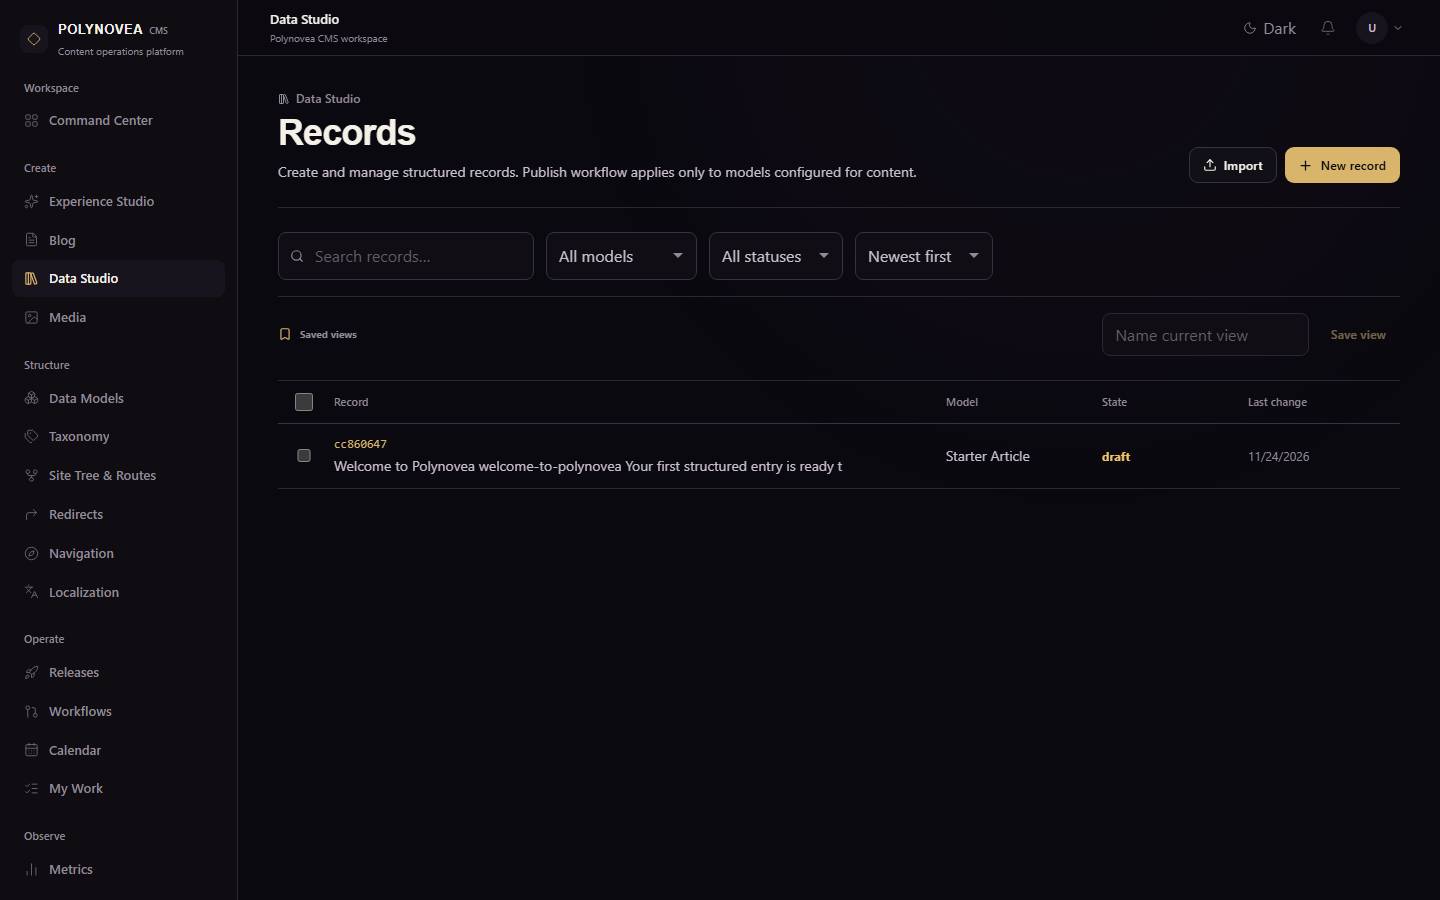 POLYNOVEA CMS
Content operations platform
Workspace
Command Center
Create
Experience Studio
Blog
Data Studio
Media
Structure
Data Models
Taxonomy
Site Tree & Routes
Redirects
Navigation
Localization
Operate
Releases
Workflows
Calendar
My Work
Observe
Metrics
Data Studio
Polynovea CMS workspace
Dark
U
Data Studio
Records
Create and manage structured records. Publish workflow applies only to models configured for content.
Import
New record
Search records...
All models
All statuses
Newest first
Saved views
Name current view
Save view
Record Model State Last change
cc860647
Welcome to Polynovea welcome-to-polynovea Your first structured entry is ready t
Starter Article
draft
11/24/2026